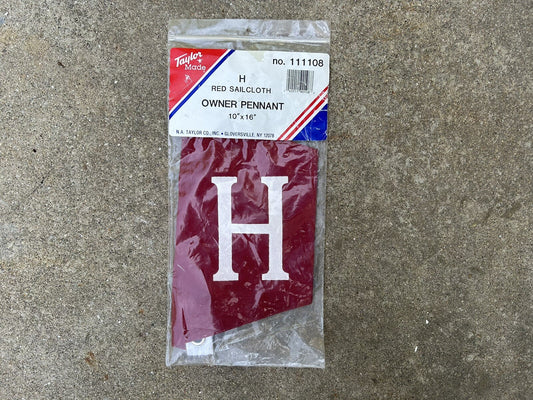 Taylor
Made
no. 111108
H
RED SAILCLOTH
OWNER PENNANT
10"x16"
N.A. TAYLOR CO., INC. • GLOVERSVILLE, NY 12078
H